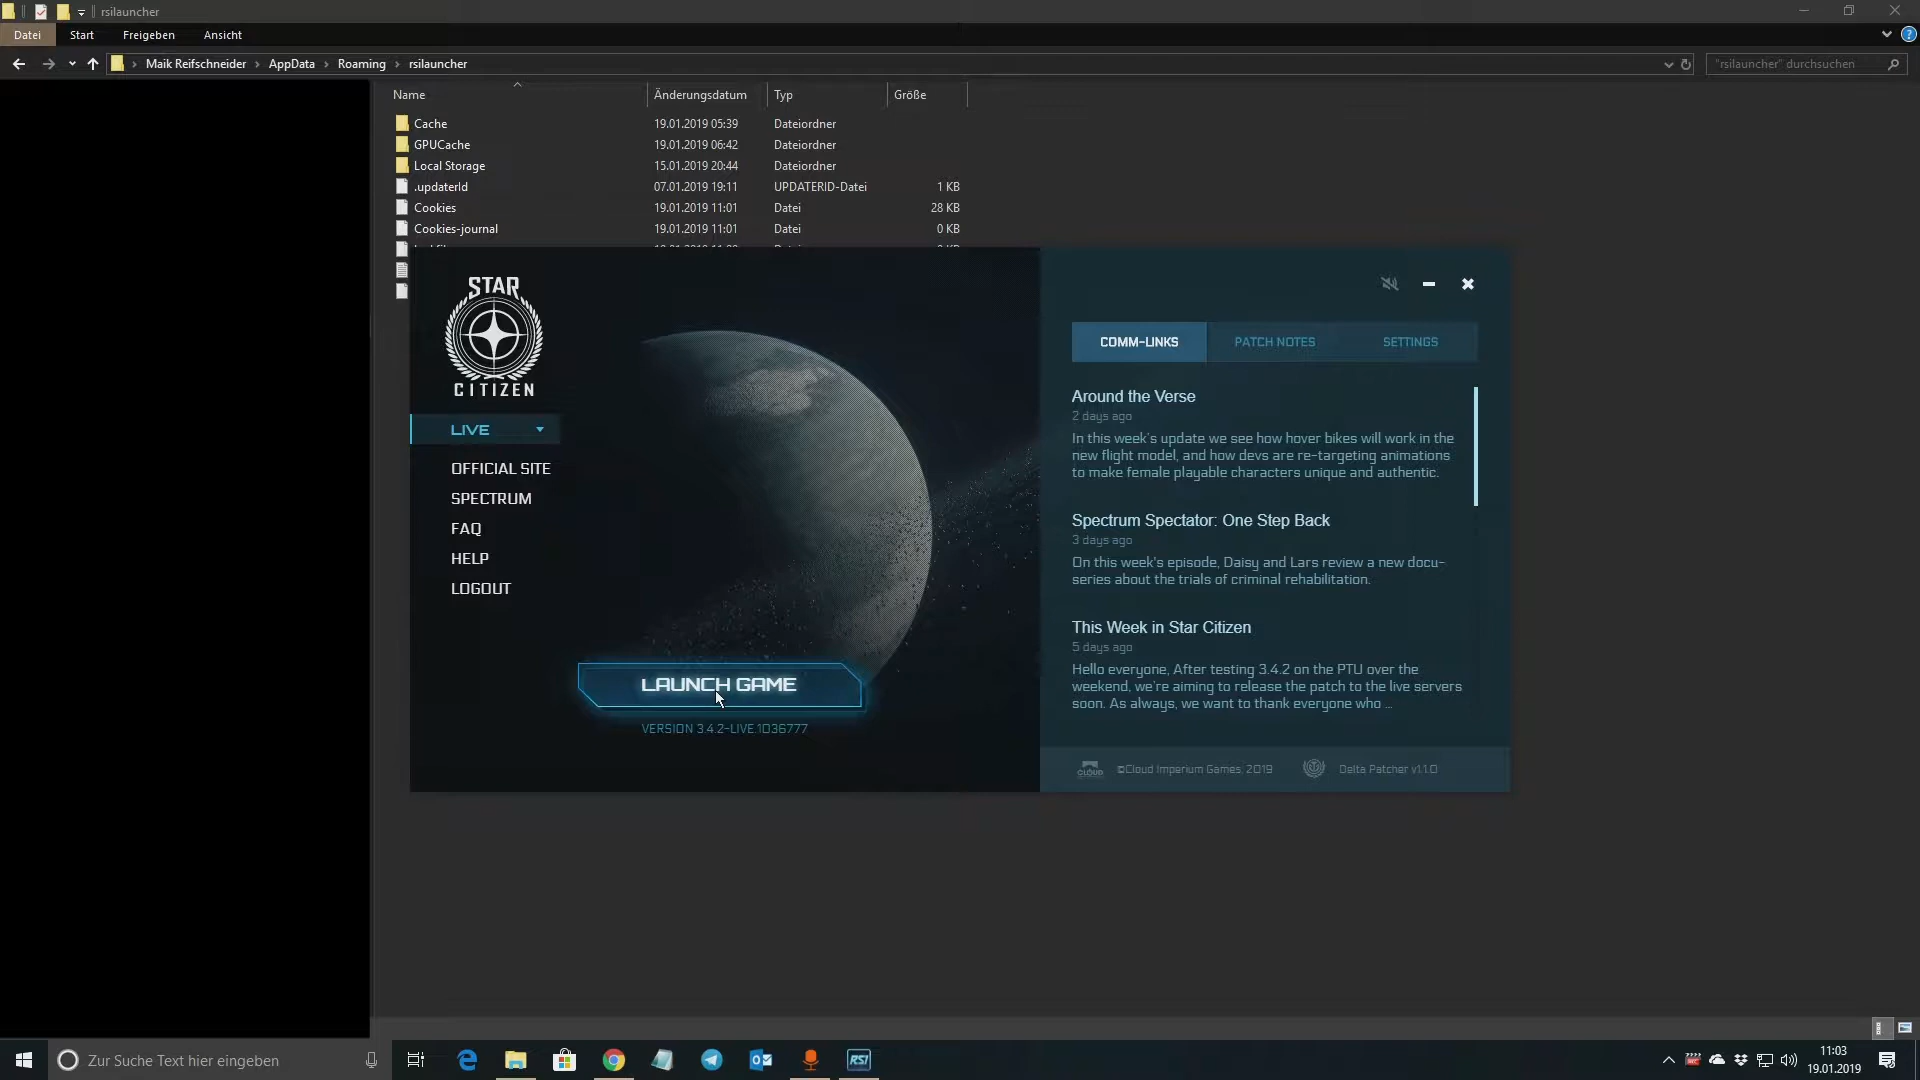 rsilauncher
Datei Start Freigeben Ansicht
Maik Reifschneider AppData Roaming rsilauncher
"rsilauncher" durchsuchen
Name Änderungsdatum Typ Größe
Cache 19.01.2019 05:39 Dateiordner
GPUCache 19.01.2019 06:42 Dateiordner
Local Storage 15.01.2019 20:44 Dateiordner
.updaterId 07.01.2019 19:11 UPDATERID-Datei 1 KB
Cookies 19.01.2019 11:01 Datei 28 KB
Cookies-journal 19.01.2019 11:01 Datei 0 KB
STAR
CITIZEN
LIVE
OFFICIAL SITE
SPECTRUM
FAQ
HELP
LOGOUT
LAUNCH GAME
VERSION 3.4.2-LIVE.1036777
COMM-LINKS PATCH NOTES SETTINGS
Around the Verse
2 days ago
In this week's update we see how hover bikes will work in the
new flight model, and how devs are re-targeting animations
to make female playable characters unique and authentic.
Spectrum Spectator: One Step Back
3 days ago
On this week's episode, Daisy and Lars review a new docu-
series about the trials of criminal rehabilitation.
This Week in Star Citizen
5 days ago
Hello everyone, After testing 3.4.2 on the PTU over the
weekend, we're aiming to release the patch to the live servers
soon. As always, we want to thank everyone who ...
CLOUD ©Cloud Imperium Games, 2019 Delta Patcher v1.1.0
Zur Suche Text hier eingeben
RSI
11:03
19.01.2019